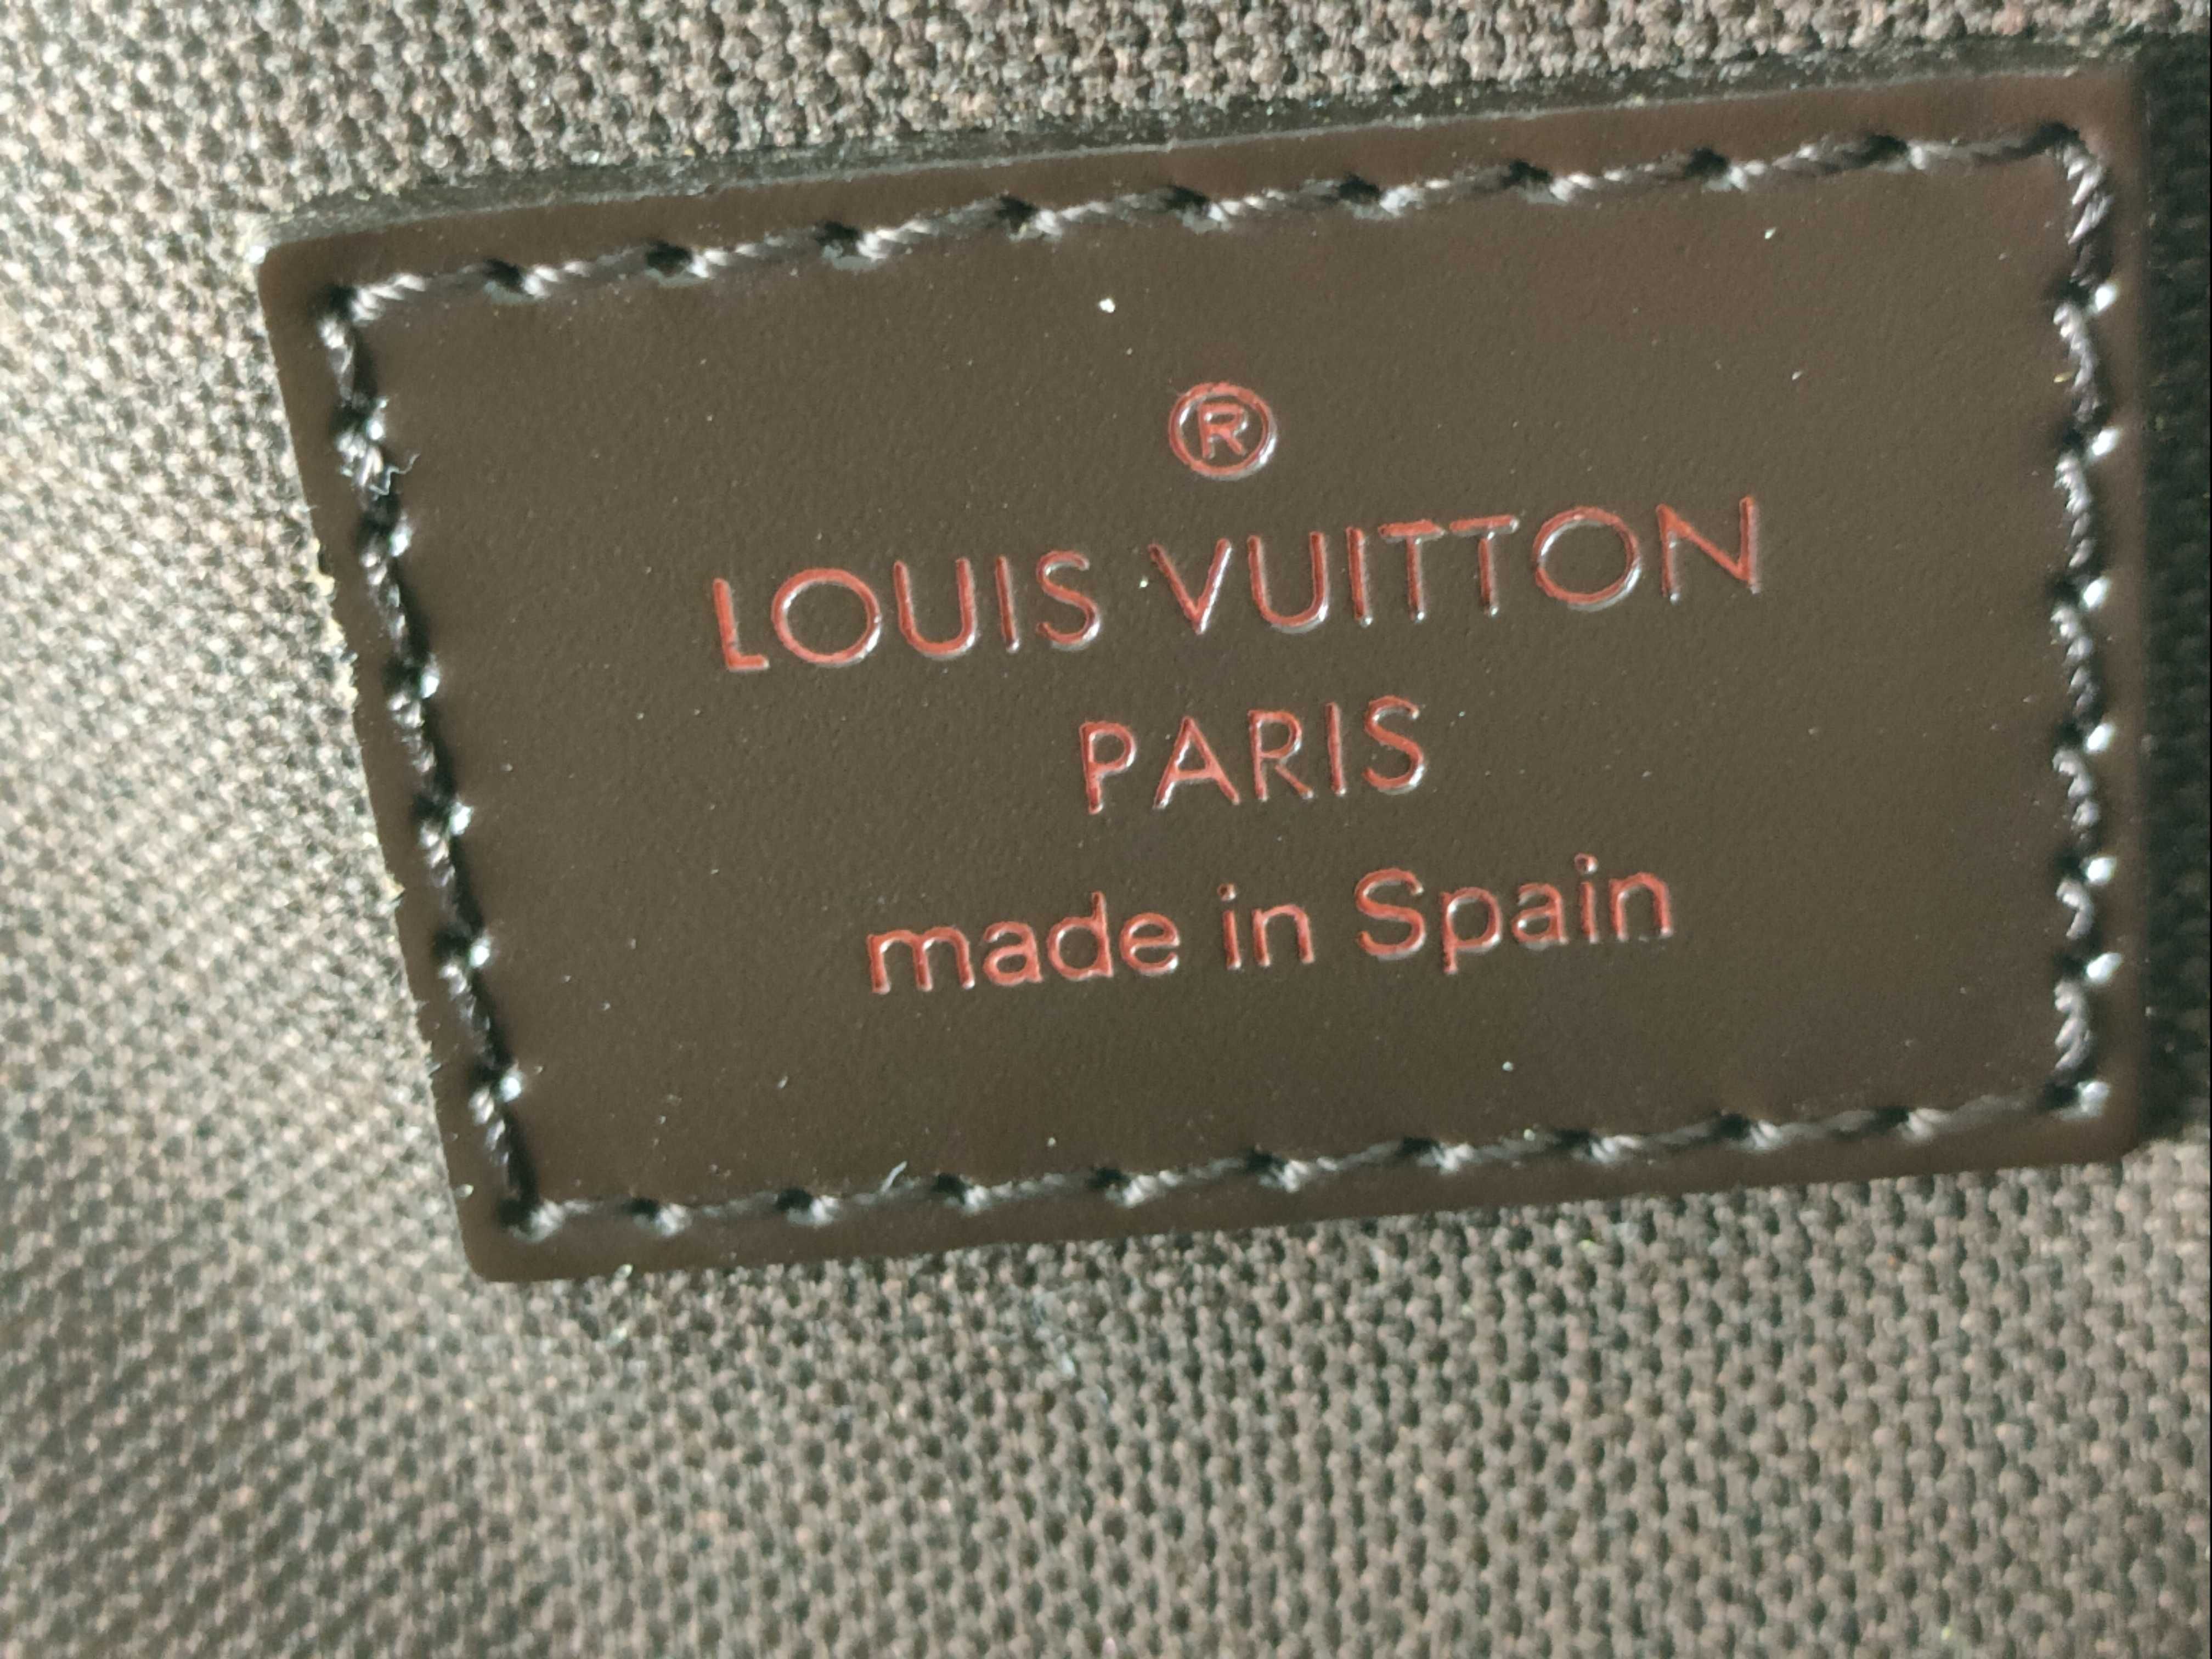 ®
LOUIS VUITTON
PARIS
made in Spain